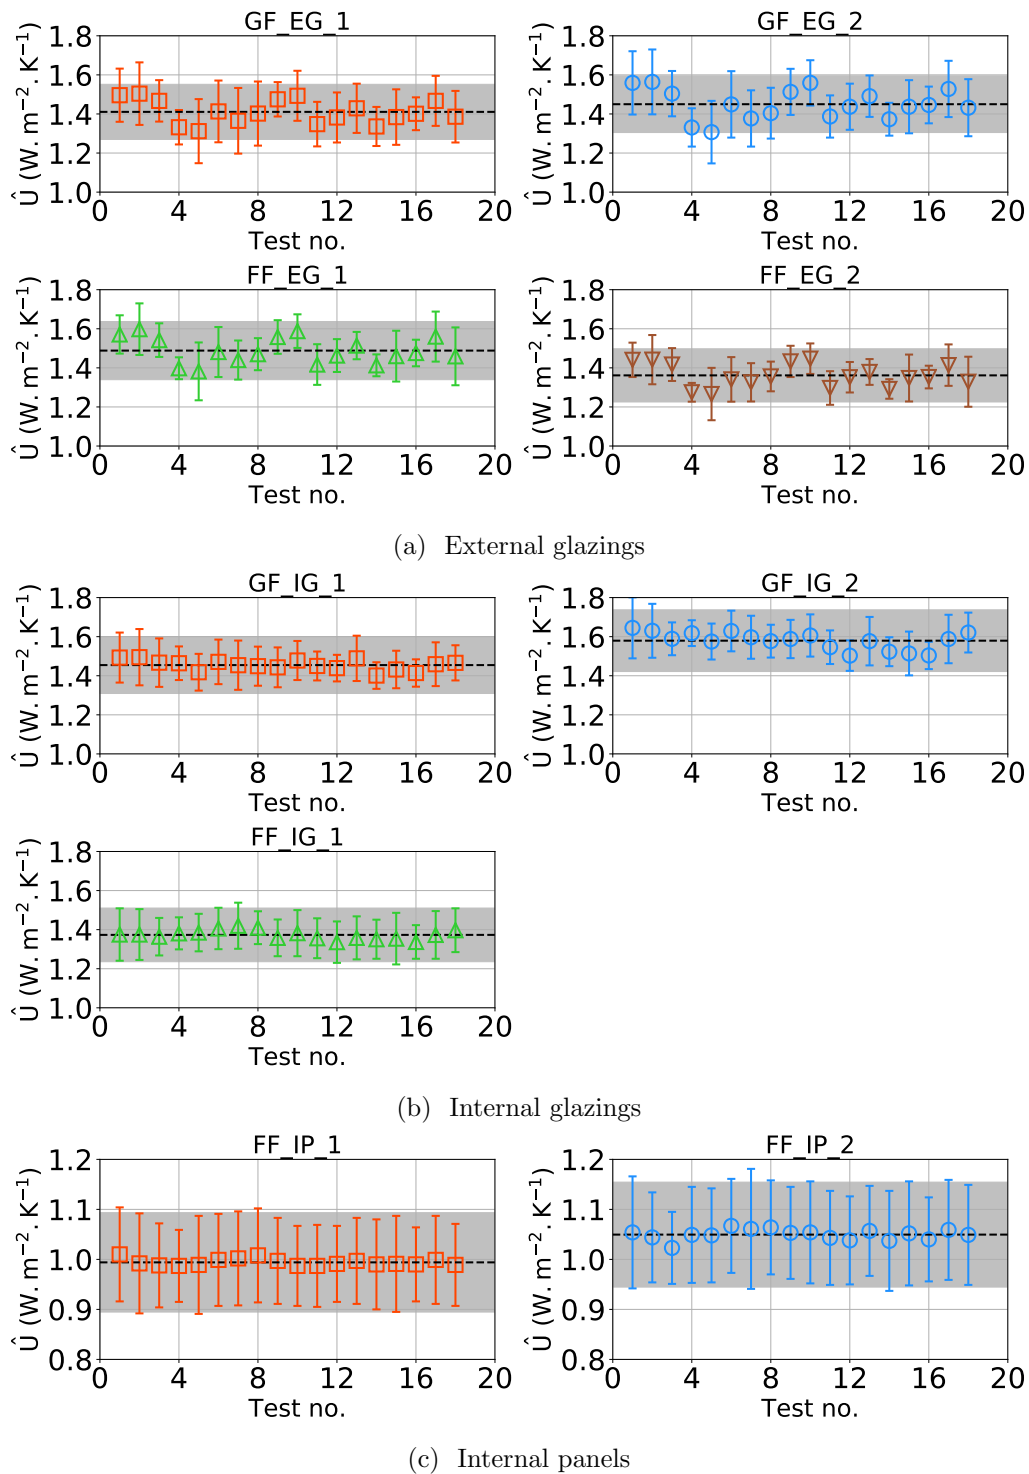 GF_EG_1
Û (W. m⁻². K⁻¹)
1.8
1.6
1.4
1.2
1.0
0 4 8 12 16 20
Test no.
GF_EG_2
Û (W. m⁻². K⁻¹)
1.8
1.6
1.4
1.2
1.0
0 4 8 12 16 20
Test no.
FF_EG_1
Û (W. m⁻². K⁻¹)
1.8
1.6
1.4
1.2
1.0
0 4 8 12 16 20
Test no.
FF_EG_2
Û (W. m⁻². K⁻¹)
1.8
1.6
1.4
1.2
1.0
0 4 8 12 16 20
Test no.
(a) External glazings
GF_IG_1
Û (W. m⁻². K⁻¹)
1.8
1.6
1.4
1.2
1.0
0 4 8 12 16 20
Test no.
GF_IG_2
Û (W. m⁻². K⁻¹)
1.8
1.6
1.4
1.2
1.0
0 4 8 12 16 20
Test no.
FF_IG_1
Û (W. m⁻². K⁻¹)
1.8
1.6
1.4
1.2
1.0
0 4 8 12 16 20
Test no.
(b) Internal glazings
FF_IP_1
Û (W. m⁻². K⁻¹)
1.2
1.1
1.0
0.9
0.8
0 4 8 12 16 20
Test no.
FF_IP_2
Û (W. m⁻². K⁻¹)
1.2
1.1
1.0
0.9
0.8
0 4 8 12 16 20
Test no.
(c) Internal panels